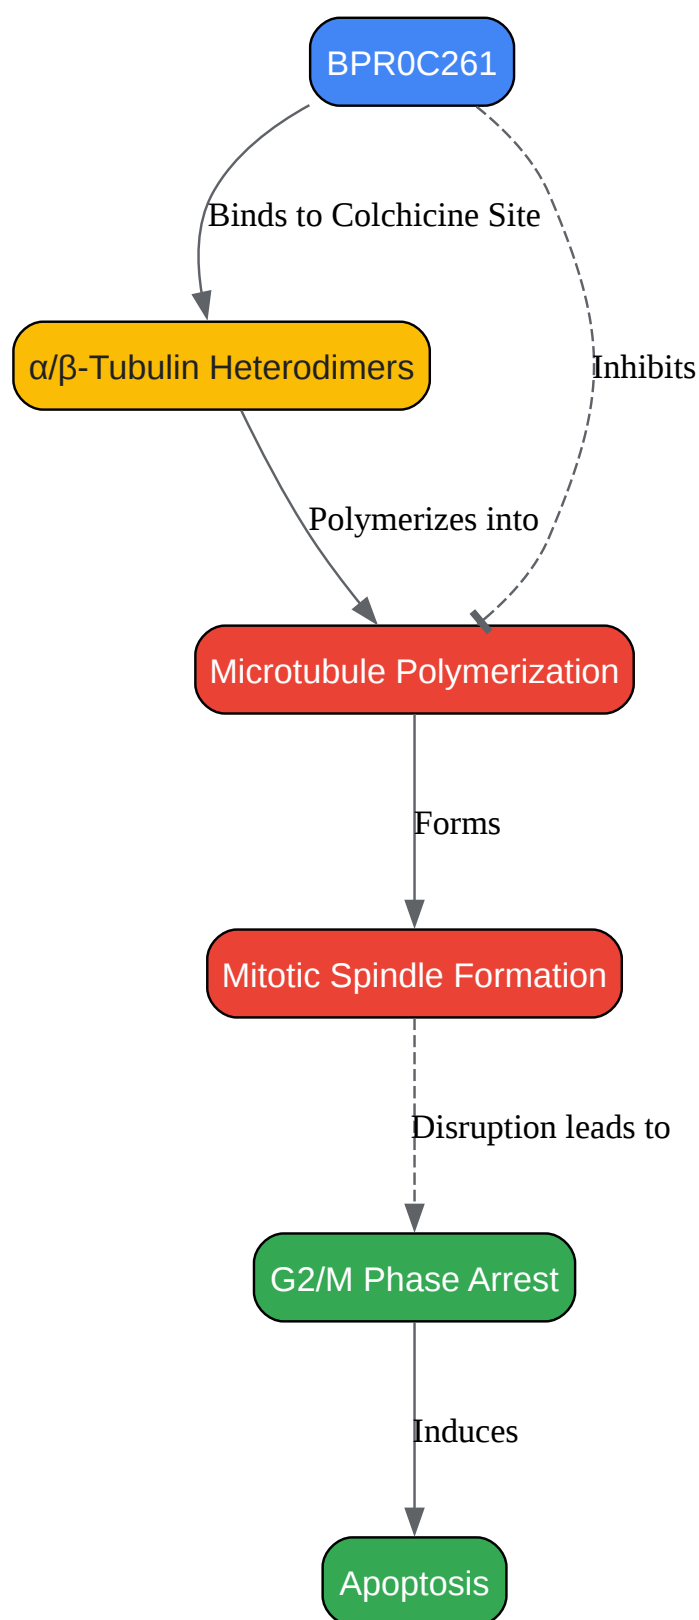 BPR0C261
Binds to Colchicine Site
α/β-Tubulin Heterodimers
Inhibits
Polymerizes into
Microtubule Polymerization
Forms
Mitotic Spindle Formation
Disruption leads to
G2/M Phase Arrest
Induces
Apoptosis